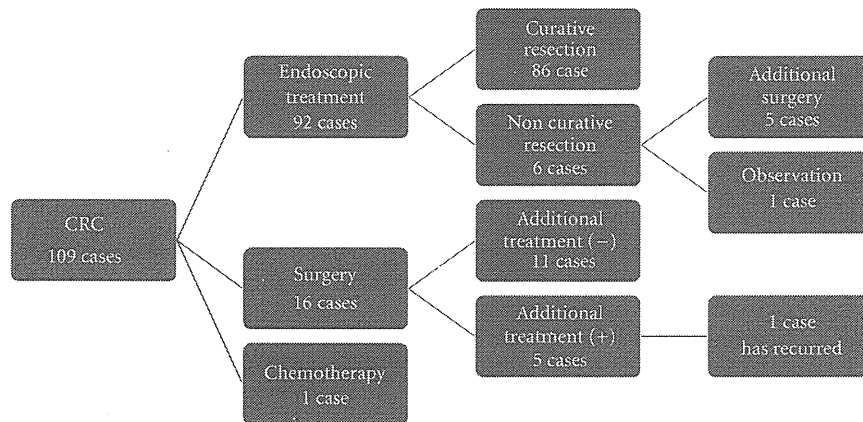 CRC
109 cases
Endoscopic
treatment
92 cases
Curative
resection
86 case
Non curative
resection
6 cases
Additional
surgery
5 cases
Observation
1 case
Surgery
16 cases
Additional
treatment (−)
11 cases
Additional
treatment (+)
5 cases
1 case
has recurred
Chemotherapy
1 case